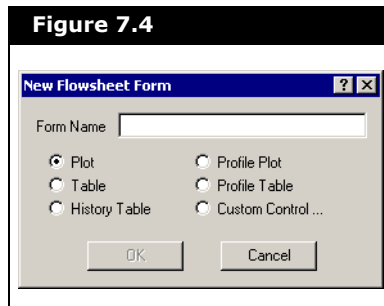 Figure 7.4
New Flowsheet Form
Form Name
Plot Profile Plot
Table Profile Table
History Table Custom Control ...
OK Cancel